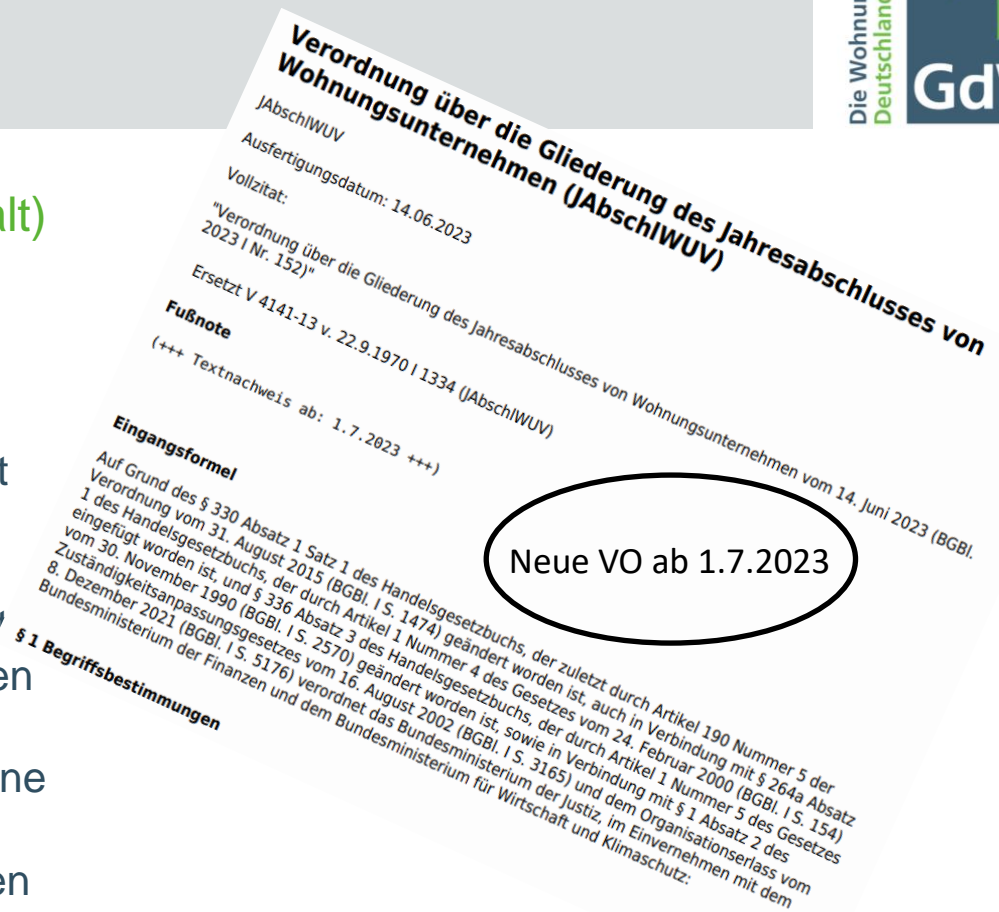 Die Wohnu
Deutschland
Gd
alt)
t
en
ne
en
Verordnung über die Gliederung des Jahresabschlusses von
Wohnungsunternehmen (JAbschlWUV)
JAbschlWUV
Ausfertigungsdatum: 14.06.2023
Vollzitat:
"Verordnung über die Gliederung des Jahresabschlusses von Wohnungsunternehmen vom 14. Juni 2023 (BGBl.
2023 I Nr. 152)"
Ersetzt V 4141-13 v. 22.9.1970 I 1334 (JAbschlWUV)
Fußnote
(+++ Textnachweis ab: 1.7.2023 +++)
Eingangsformel
Auf Grund des § 330 Absatz 1 Satz 1 des Handelsgesetzbuchs, der zuletzt durch Artikel 190 Nummer 5 der
Verordnung vom 31. August 2015 (BGBl. I S. 1474) geändert worden ist, auch in Verbindung mit § 264a Absatz
1 des Handelsgesetzbuchs, der durch Artikel 1 Nummer 4 des Gesetzes vom 24. Februar 2000 (BGBl. I S. 154)
eingefügt worden ist, und § 336 Absatz 3 des Handelsgesetzbuchs, der durch Artikel 1 Nummer 5 des Gesetzes
vom 30. November 1990 (BGBl. I S. 2570) geändert worden ist, sowie in Verbindung mit § 1 Absatz 2 des
Zuständigkeitsanpassungsgesetzes vom 16. August 2002 (BGBl. I S. 3165) und dem Organisationserlass vom
8. Dezember 2021 (BGBl. I S. 5176) verordnet das Bundesministerium der Justiz, im Einvernehmen mit dem
Bundesministerium der Finanzen und dem Bundesministerium für Wirtschaft und Klimaschutz:
§ 1 Begriffsbestimmungen
Neue VO ab 1.7.2023